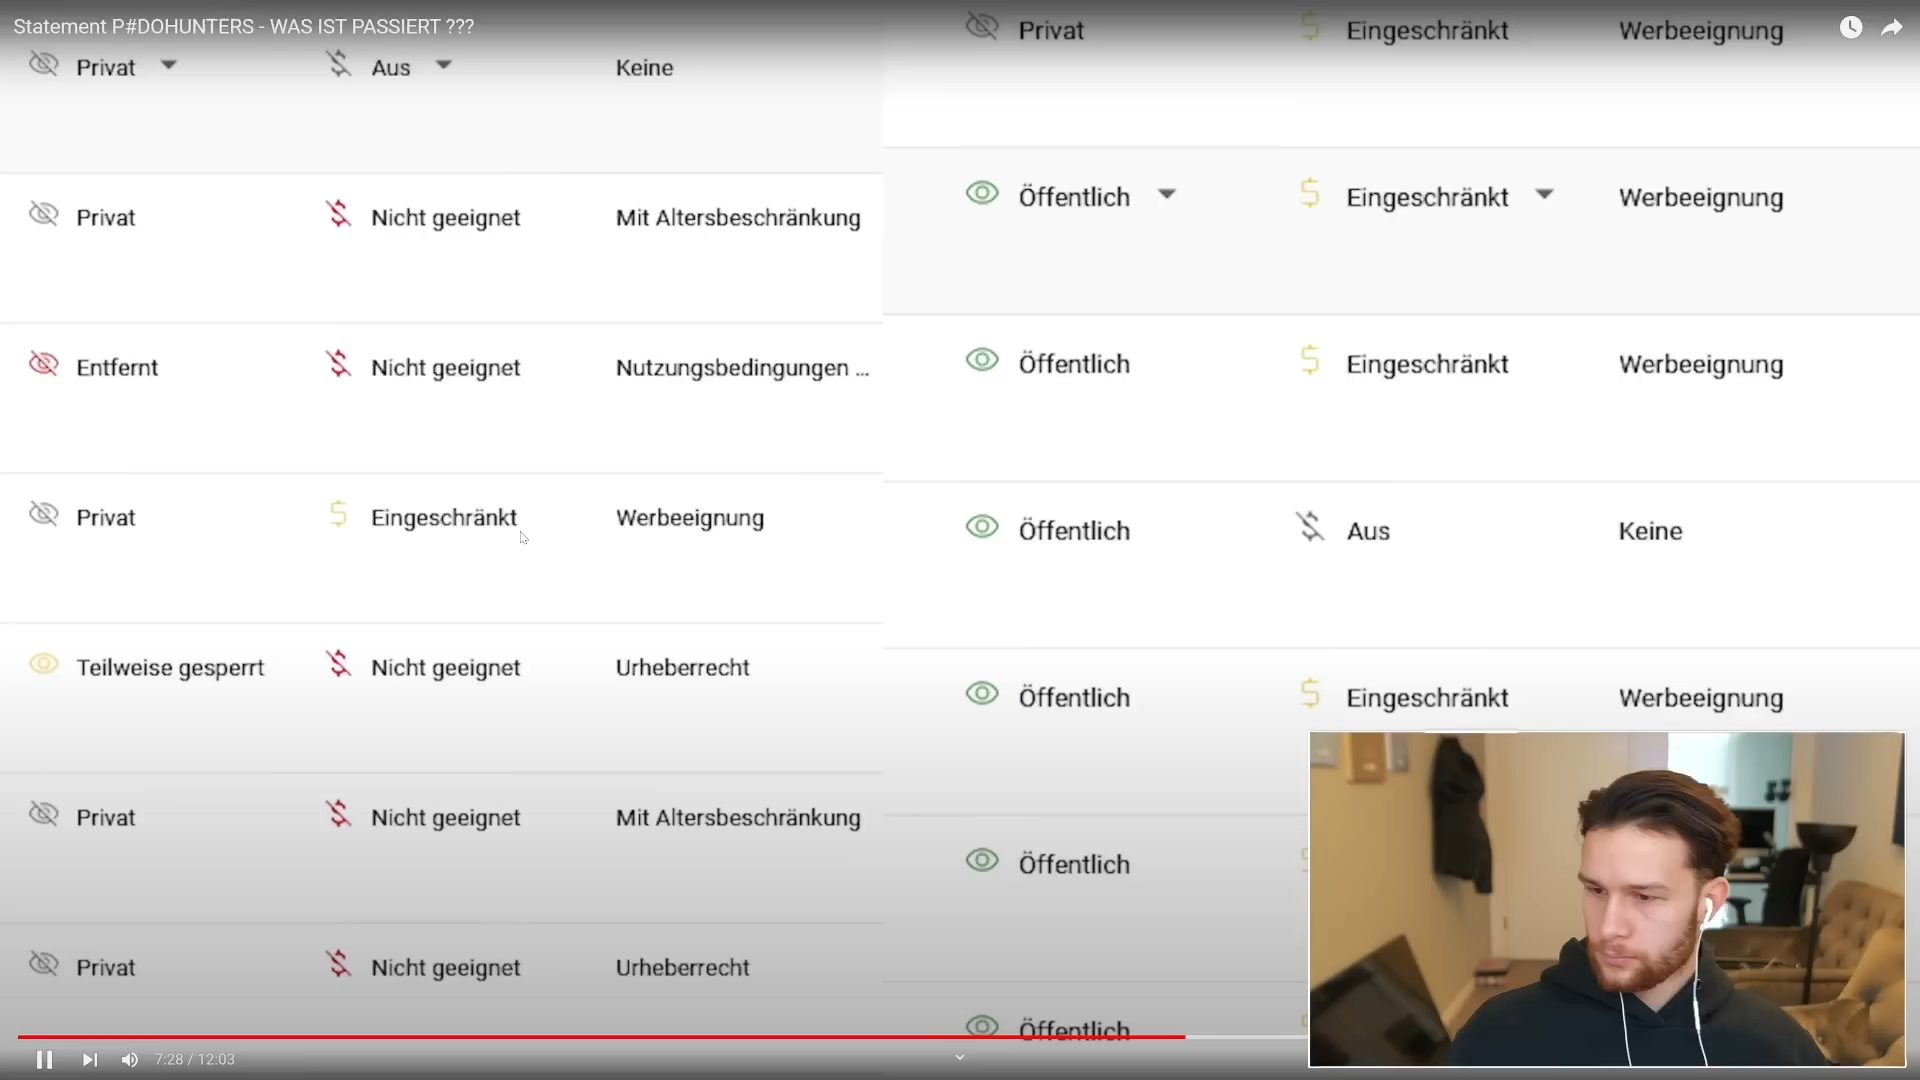 Statement P#DOHUNTERS - WAS IST PASSIERT ???
Privat Aus Keine
Privat Nicht geeignet Mit Altersbeschränkung
Entfernt Nicht geeignet Nutzungsbedingungen ...
Privat Eingeschränkt Werbeeignung
Teilweise gesperrt Nicht geeignet Urheberrecht
Privat Nicht geeignet Mit Altersbeschränkung
Privat Nicht geeignet Urheberrecht
Privat Eingeschränkt Werbeeignung
Öffentlich Eingeschränkt Werbeeignung
Öffentlich Eingeschränkt Werbeeignung
Öffentlich Aus Keine
Öffentlich Eingeschränkt Werbeeignung
Öffentlich
Öffentlich
7:28 / 12:03